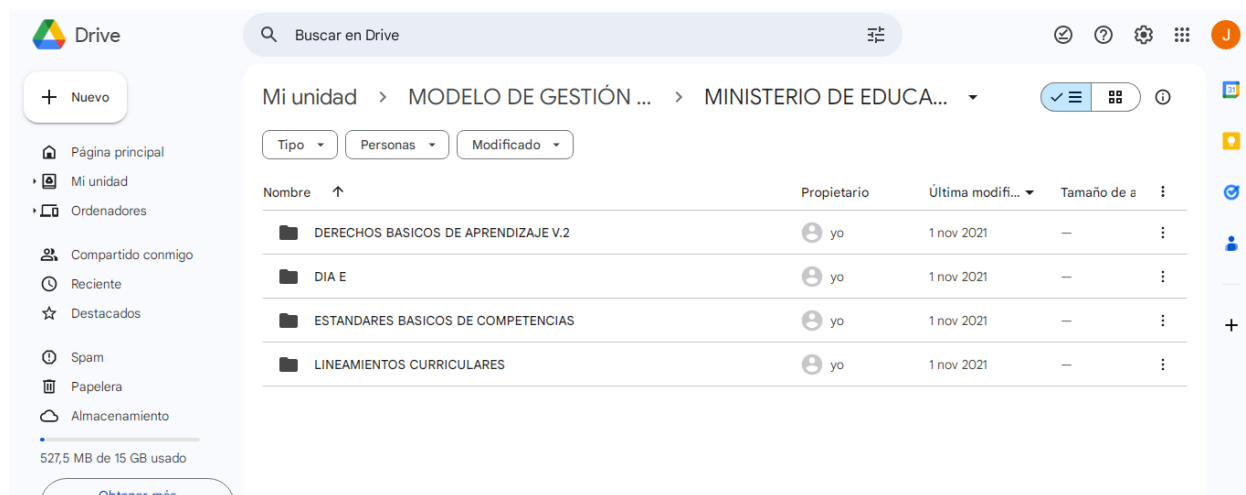 Drive
Buscar en Drive
J
Nuevo
Mi unidad > MODELO DE GESTIÓN ... > MINISTERIO DE EDUCA...
31
Tipo Personas Modificado
Página principal
Mi unidad
Ordenadores
Compartido conmigo
Reciente
Destacados
Spam
Papelera
Almacenamiento
527,5 MB de 15 GB usado
Obtener más
Nombre Propietario Última modifi... Tamaño de a
DERECHOS BASICOS DE APRENDIZAJE V.2 yo 1 nov 2021 —
DIA E yo 1 nov 2021 —
ESTANDARES BASICOS DE COMPETENCIAS yo 1 nov 2021 —
LINEAMIENTOS CURRICULARES yo 1 nov 2021 —